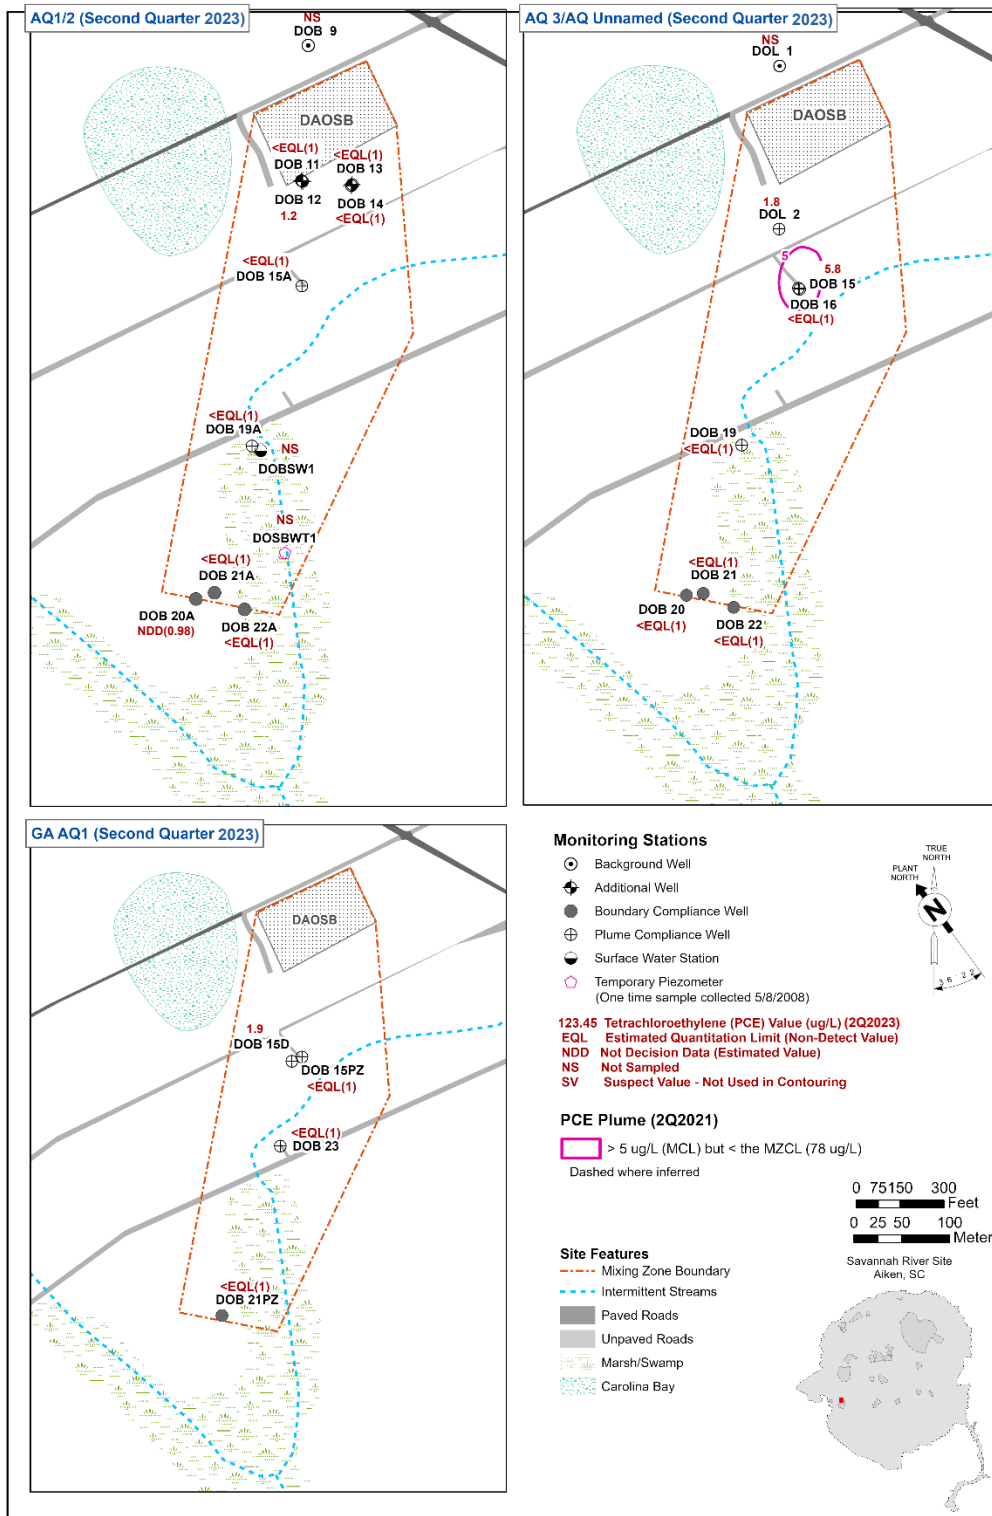 AQ1/2 (Second Quarter 2023)
NS
DOB 9
DAOSB
<EQL(1)
DOB 11
<EQL(1)
DOB 13
DOB 12
1.2
DOB 14
<EQL(1)
<EQL(1)
DOB 15A
<EQL(1)
DOB 19A
NS
DOBSW1
NS
DOSBWT1
<EQL(1)
DOB 21A
DOB 20A
NDD(0.98)
DOB 22A
<EQL(1)
AQ 3/AQ Unnamed (Second Quarter 2023)
NS
DOL 1
DAOSB
1.8
DOL 2
5
5.8
DOB 15
DOB 16
<EQL(1)
DOB 19
<EQL(1)
<EQL(1)
DOB 21
DOB 20
<EQL(1)
DOB 22
<EQL(1)
GA AQ1 (Second Quarter 2023)
DAOSB
1.9
DOB 15D
DOB 15PZ
<EQL(1)
<EQL(1)
DOB 23
<EQL(1)
DOB 21PZ
Monitoring Stations
Background Well
Additional Well
Boundary Compliance Well
Plume Compliance Well
Surface Water Station
Temporary Piezometer
(One time sample collected 5/8/2008)
TRUE
NORTH
PLANT
NORTH
N
36-22
123.45 Tetrachloroethylene (PCE) Value (ug/L) (2Q2023)
EQL Estimated Quantitation Limit (Non-Detect Value)
NDD Not Decision Data (Estimated Value)
NS Not Sampled
SV Suspect Value - Not Used in Contouring
PCE Plume (2Q2021)
> 5 ug/L (MCL) but < the MZCL (78 ug/L)
Dashed where inferred
0 75150 300
Feet
0 25 50 100
Meter
Savannah River Site
Aiken, SC
Site Features
Mixing Zone Boundary
Intermittent Streams
Paved Roads
Unpaved Roads
Marsh/Swamp
Carolina Bay